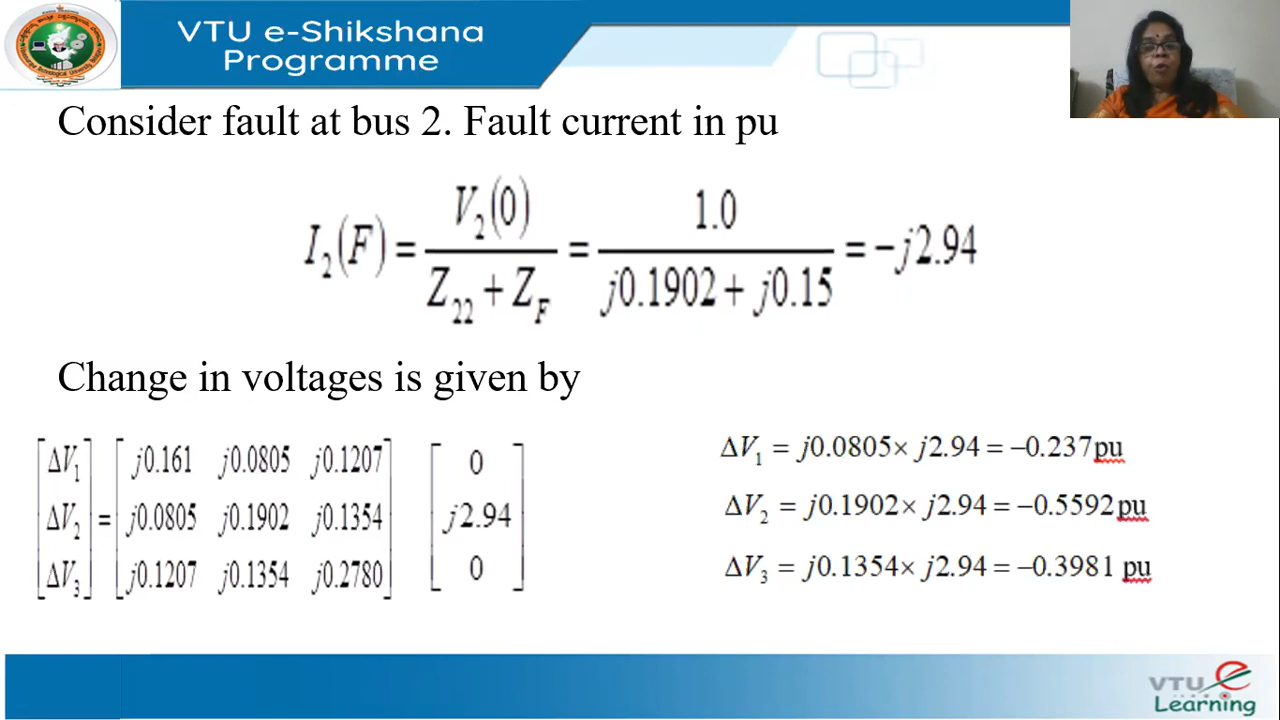 VTU e-Shikshana
Programme
Consider fault at bus 2. Fault current in pu
I₂(F) = V₂(0) / (Z₂₂ + Z_F) = 1.0 / (j0.1902 + j0.15) = −j2.94
Change in voltages is given by
[ΔV₁] [j0.161 j0.0805 j0.1207] [0]
[ΔV₂] = [j0.0805 j0.1902 j0.1354] [j2.94]
[ΔV₃] [j0.1207 j0.1354 j0.2780] [0]
ΔV₁ = j0.0805× j2.94 = −0.237pu
ΔV₂ = j0.1902× j2.94 = −0.5592pu
ΔV₃ = j0.1354× j2.94 = −0.3981 pu
VTU e
Learning